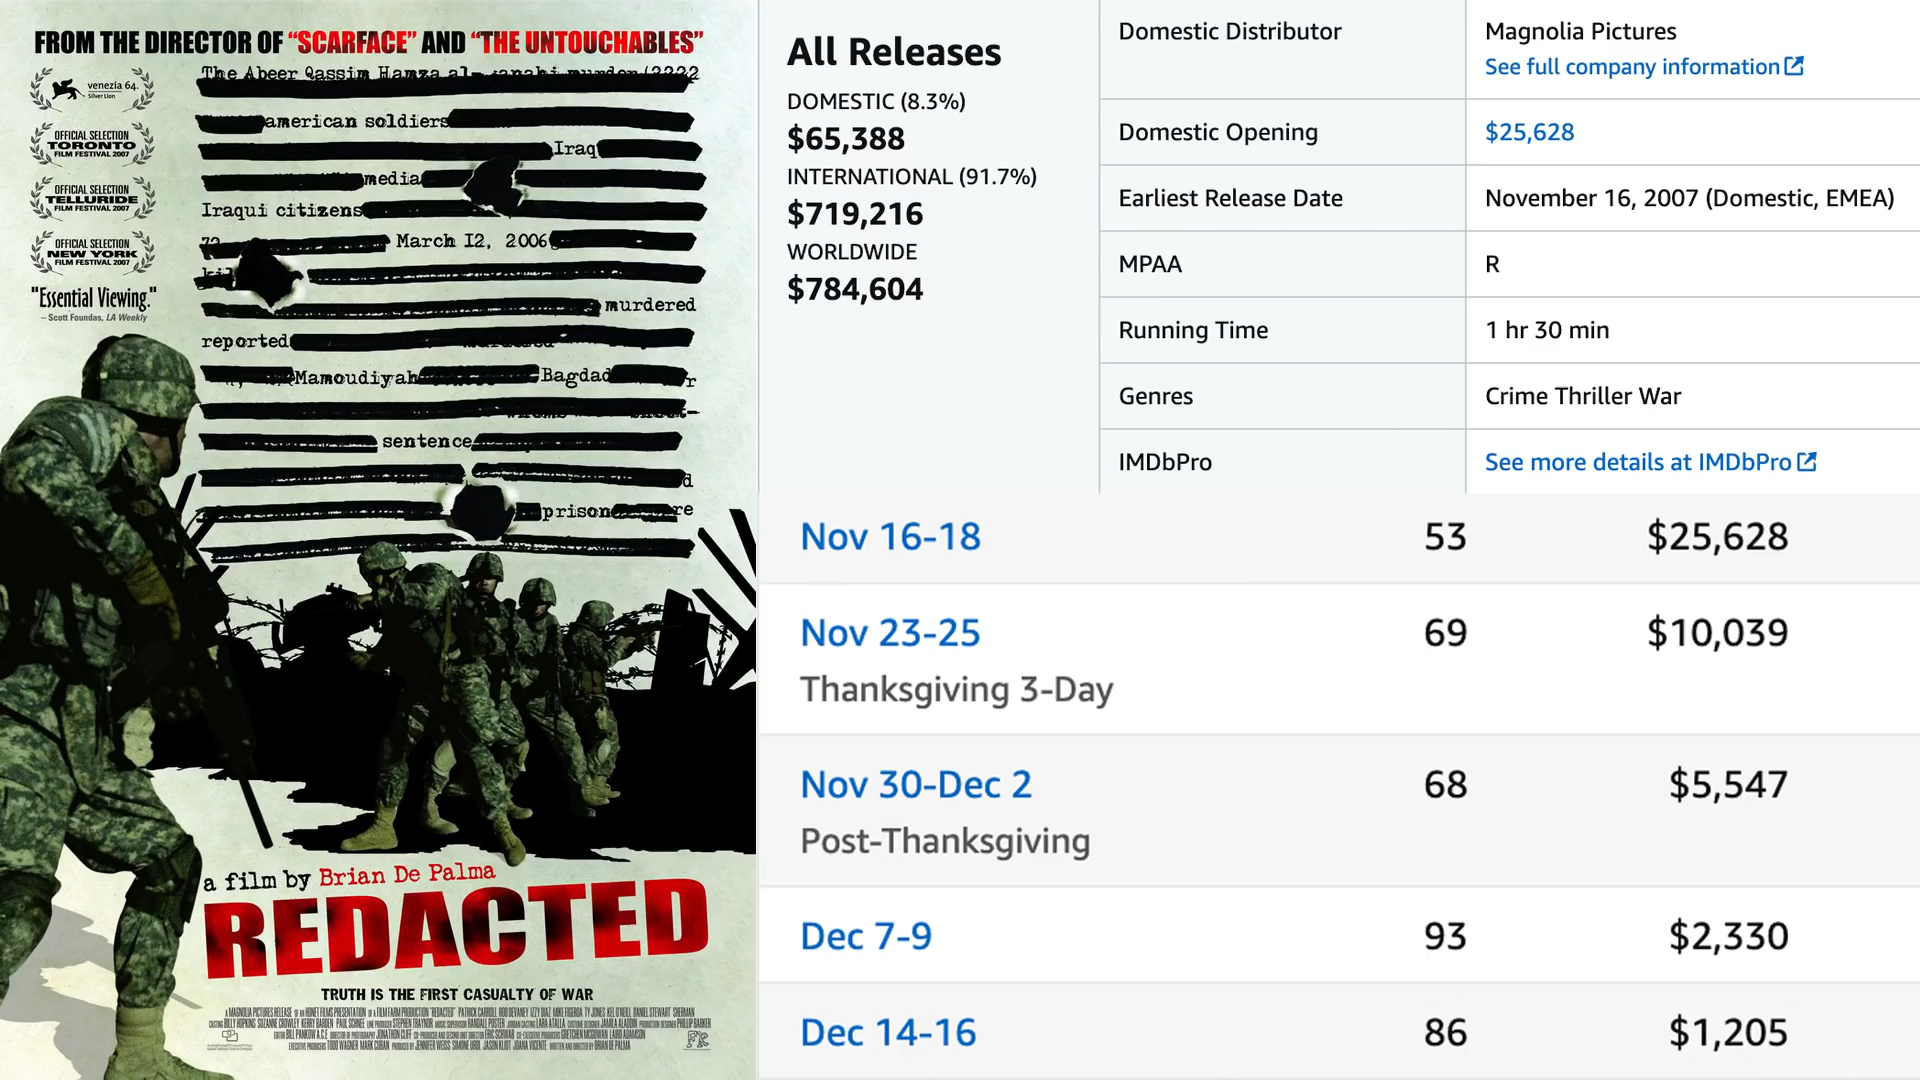 FROM THE DIRECTOR OF "SCARFACE" AND "THE UNTOUCHABLES"
venezia 64.
Silver Lion
OFFICIAL SELECTION
TORONTO
FILM FESTIVAL 2007
OFFICIAL SELECTION
TELLURIDE
FILM FESTIVAL 2007
OFFICIAL SELECTION
NEW YORK
FILM FESTIVAL 2007
"Essential Viewing."
– Scott Foundas, LA Weekly
The Abeer Qassim Hamza al-
american soldiers
Iraq
media
Iraqui citizens
March 12, 2006
murdered
reported
Mamoudiyah Bagdad
sentence
prison
a film by Brian De Palma
REDACTED
TRUTH IS THE FIRST CASUALTY OF WAR
All Releases
DOMESTIC (8.3%)
$65,388
INTERNATIONAL (91.7%)
$719,216
WORLDWIDE
$784,604
Domestic Distributor
Magnolia Pictures
See full company information
Domestic Opening
$25,628
Earliest Release Date
November 16, 2007 (Domestic, EMEA)
MPAA
R
Running Time
1 hr 30 min
Genres
Crime Thriller War
IMDbPro
See more details at IMDbPro
Nov 16-18 53 $25,628
Nov 23-25 69 $10,039
Thanksgiving 3-Day
Nov 30-Dec 2 68 $5,547
Post-Thanksgiving
Dec 7-9 93 $2,330
Dec 14-16 86 $1,205